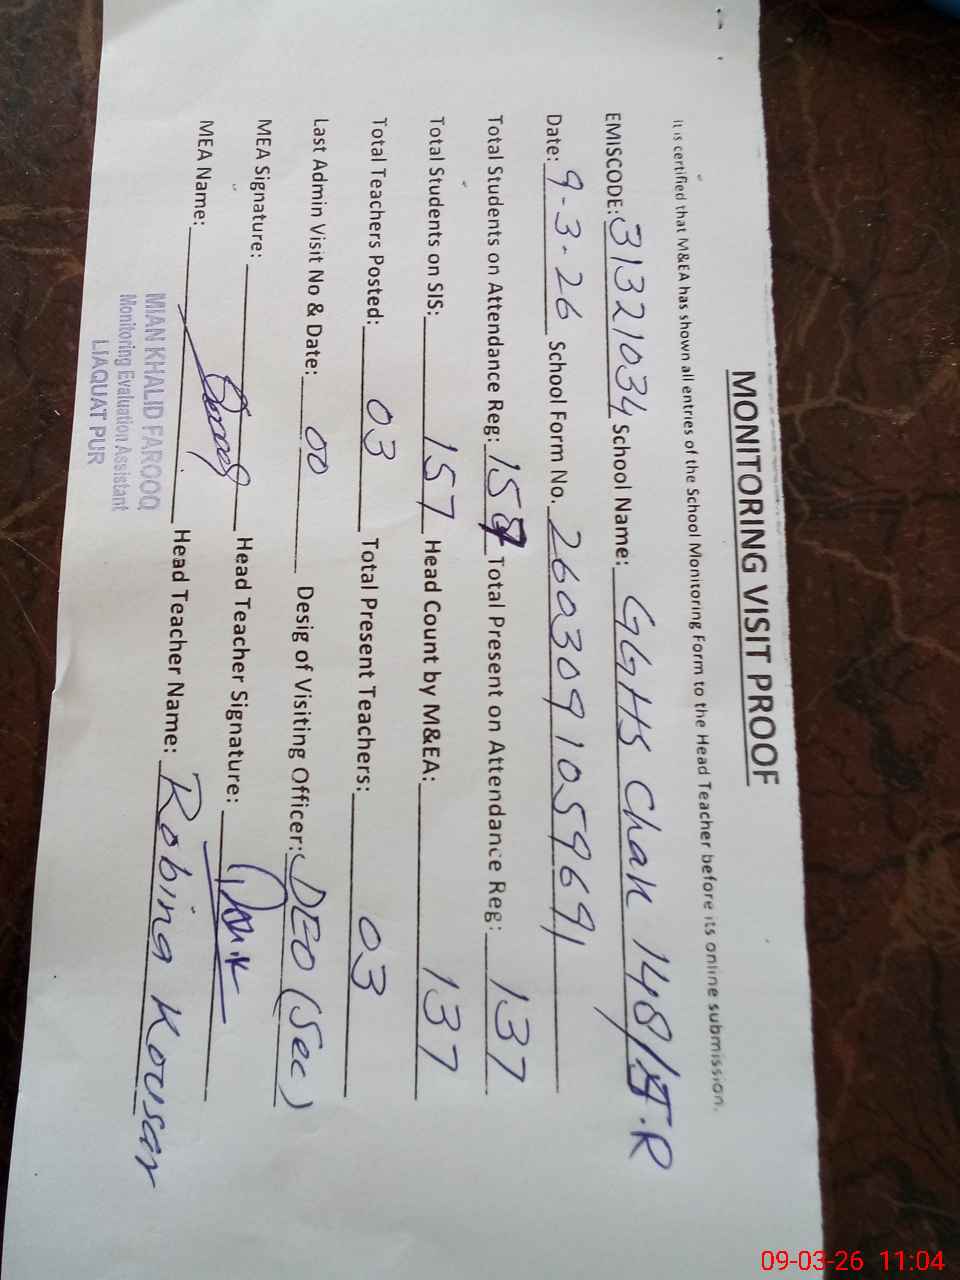 MONITORING VISIT PROOF
It is certified that M&EA has shown all entries of the School Monitoring Form to the Head Teacher before its online submission.
EMISCODE: 31321034 School Name: GGHS Chak 148/ .R
Date: 9-3-26 School Form No. 2603091059691
Total Students on Attendance Reg: 157 Total Present on Attendance Reg: 137
Total Students on SIS: 157 Head Count by M&EA: 137
Total Teachers Posted: 03 Total Present Teachers: 03
Last Admin Visit No & Date: 00 Desig of Visiting Officer: DEO (Sec)
MEA Signature: Head Teacher Signature:
MEA Name: Head Teacher Name: Robina Kousar
MIAN KHALID FAROOQ
Monitoring Evaluation Assistant
LIAQUAT PUR
09-03-26 11:04